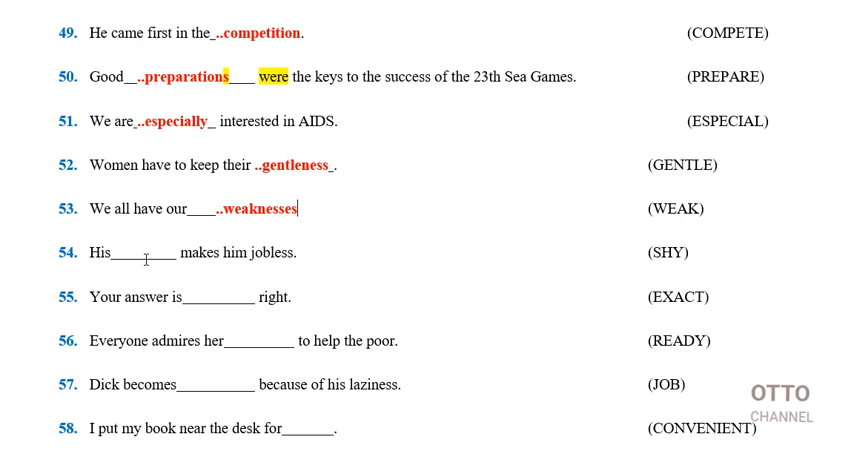 49. He came first in the_..competition. (COMPETE)
50. Good__..preparations___ were the keys to the success of the 23th Sea Games. (PREPARE)
51. We are_..especially_ interested in AIDS. (ESPECIAL)
52. Women have to keep their ..gentleness_. (GENTLE)
53. We all have our____..weaknesses (WEAK)
54. His_________ makes him jobless. (SHY)
55. Your answer is__________ right. (EXACT)
56. Everyone admires her__________ to help the poor. (READY)
57. Dick becomes___________ because of his laziness. (JOB)
58. I put my book near the desk for_______. (CONVENIENT)
OTTO
CHANNEL